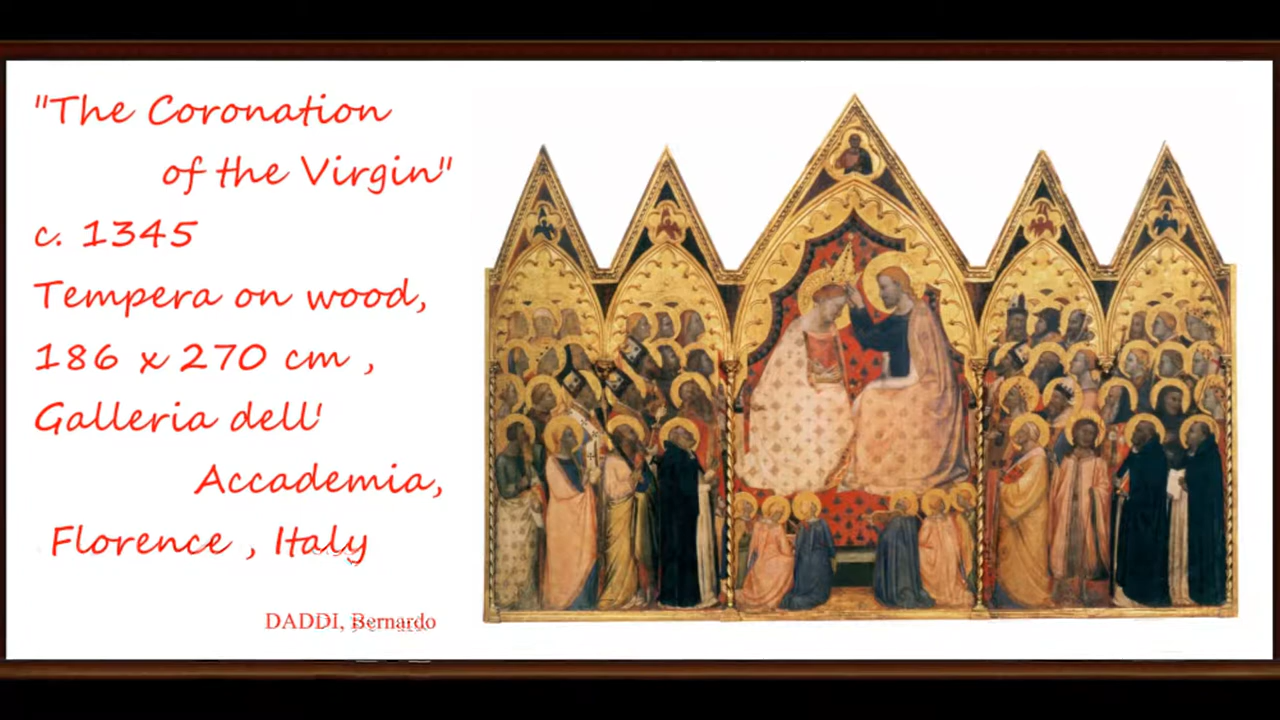 "The Coronation
of the Virgin"
c. 1345
Tempera on wood,
186 x 270 cm ,
Galleria dell'
Accademia,
Florence , Italy
DADDI, Bernardo